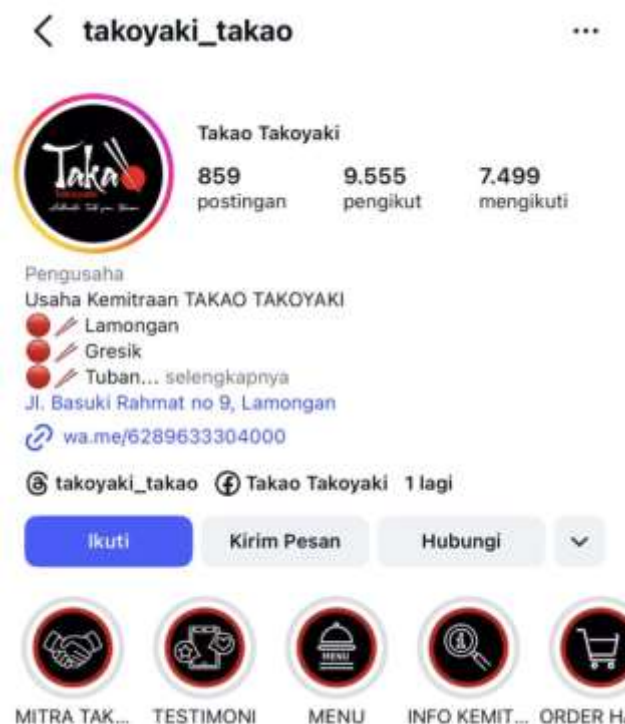 takoyaki_takao
Taka
Takao Takoyaki
859
postingan
9.555
pengikut
7.499
mengikuti
Pengusaha
Usaha Kemitraan TAKAO TAKOYAKI
Lamongan
Gresik
Tuban... selengkapnya
Jl. Basuki Rahmat no 9, Lamongan
wa.me/6289633304000
takoyaki_takao Takao Takoyaki 1 lagi
Ikuti
Kirim Pesan
Hubungi
MENU
MITRA TAK...
TESTIMONI
MENU
INFO KEMIT...
ORDER H